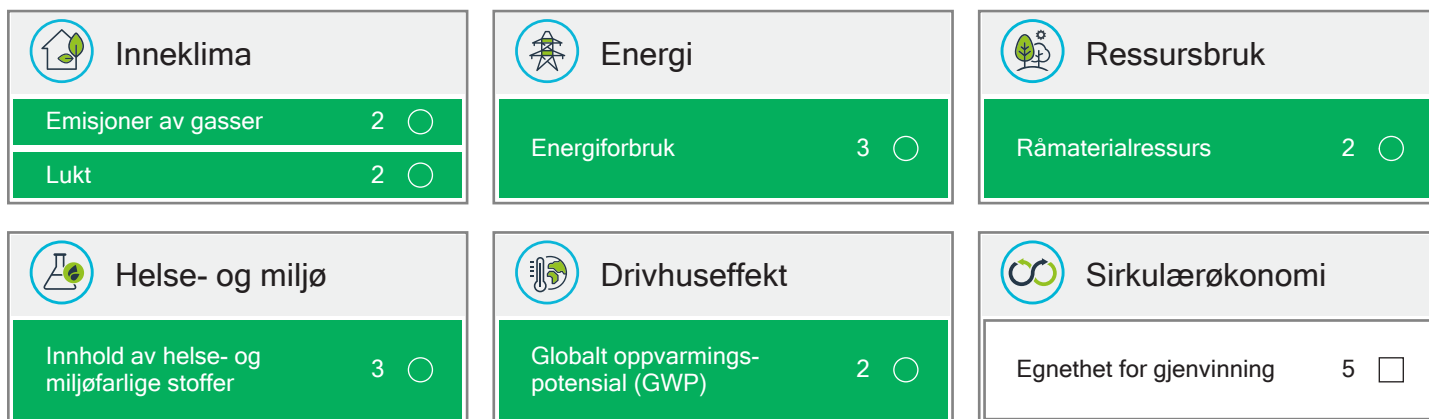 Inneklima
Emisjoner av gasser 2
Lukt 2
Energi
Energiforbruk 3
Ressursbruk
Råmaterialressurs 2
Helse- og miljø
Innhold av helse- og
miljøfarlige stoffer 3
Drivhuseffekt
Globalt oppvarmings-
potensial (GWP) 2
Sirkulærøkonomi
Egnethet for gjenvinning 5